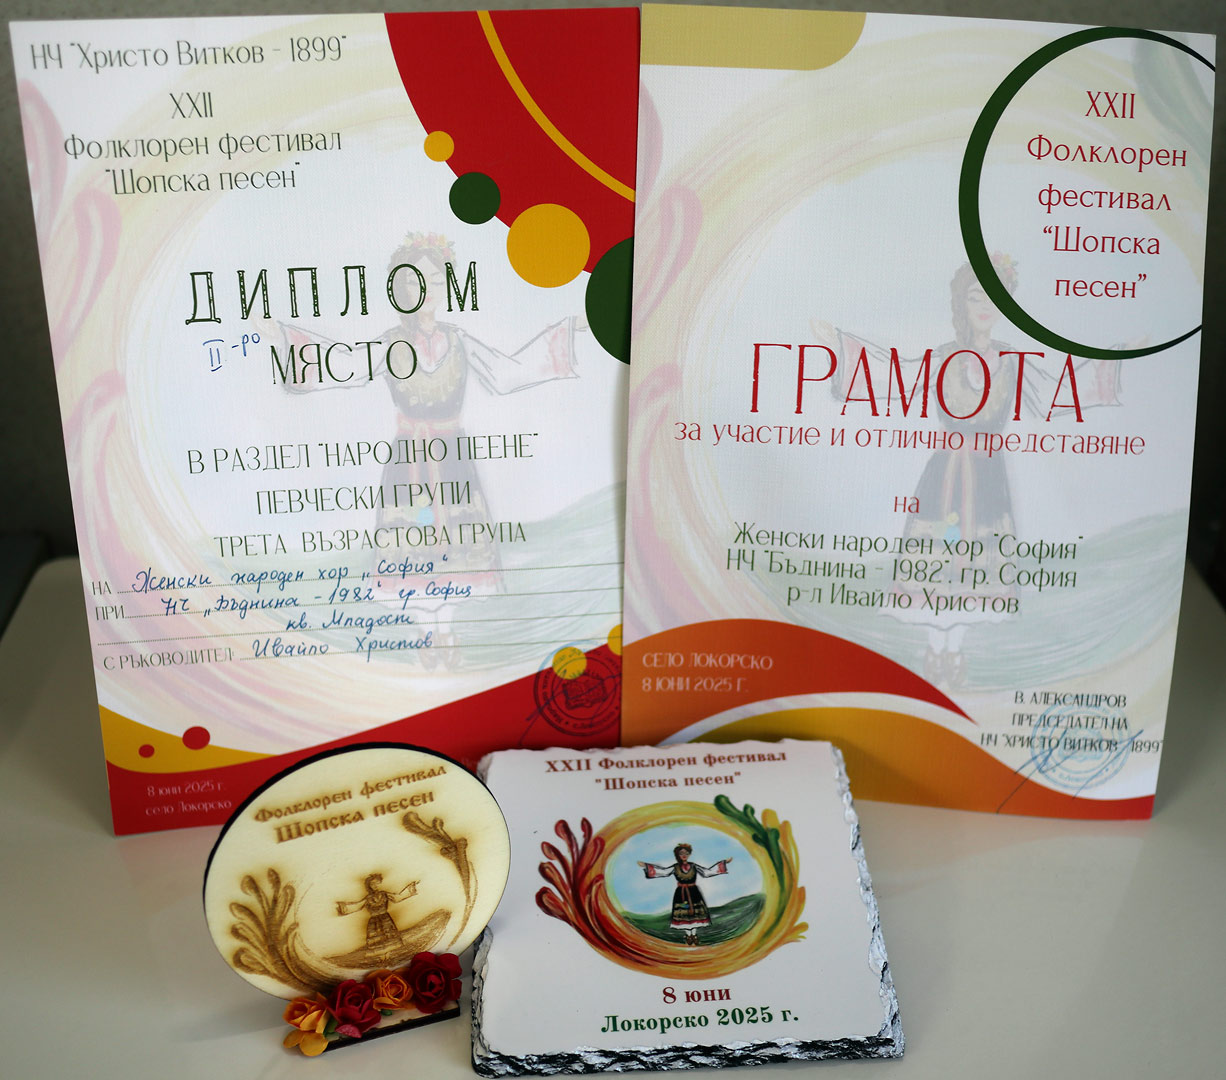 НЧ "Христо Витков - 1899"
XXII
Фолклорен фестивал
"Шопска песен"
ДИПЛОМ
II-ро МЯСТО
В РАЗДЕЛ "НАРОДНО ПЕЕНЕ"
ПЕВЧЕСКИ ГРУПИ
ТРЕТА ВЪЗРАСТОВА ГРУПА
НА Женски народен хор „София“
ПРИ НЧ „Бъднина - 1982“ гр. София
кв. Младост
С РЪКОВОДИТЕЛ: Ивайло Христов
8 юни 2025 г.
село Локорско
XXII
Фолклорен
фестивал
“Шопска
песен”
ГРАМОТА
за участие и отлично представяне
на
Женски народен хор "София"
НЧ "Бъднина - 1982", гр. София
р-л Ивайло Христов
СЕЛО ЛОКОРСКО
8 ЮНИ 2025 Г.
В. АЛЕКСАНДРОВ
ПРЕДСЕДАТЕЛ НА
НЧ "ХРИСТО ВИТКОВ - 1899"
Фолклорен фестивал
Шопска песен
XXII Фолклорен фестивал
"Шопска песен"
8 юни
Локорско 2025 г.